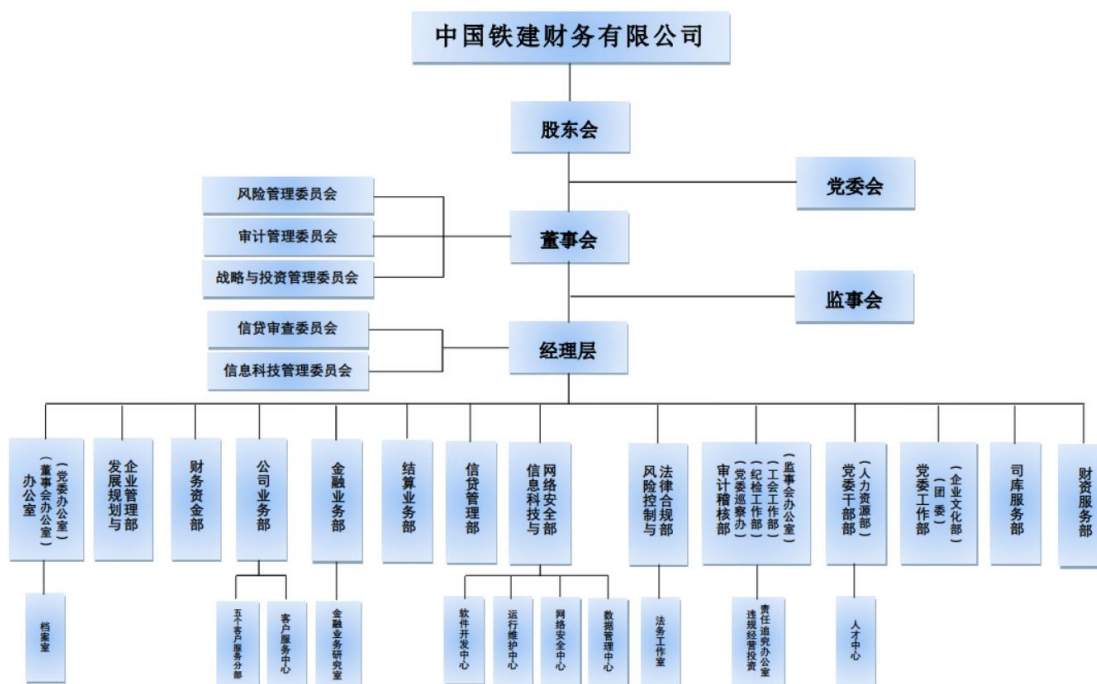 中国铁建财务有限公司
股东会
党委会
风险管理委员会
审计管理委员会
战略与投资管理委员会
董事会
监事会
信贷审查委员会
信息科技管理委员会
经理层
办公室
（董事会办公室）
（党委办公室）
发展规划与
企业管理部
财务资金部
公司业务部
金融业务部
结算业务部
信贷管理部
信息科技与
网络安全部
风险控制与
法律合规部
审计稽核部
（党委巡察办）
（纪检工作部）
（工会工作部）
（监事会办公室）
党委干部部
（人力资源部）
党委工作部
（团委）
（企业文化部）
司库服务部
财资服务部
档案室
五个客户服务分部
客户服务中心
金融业务研究室
软件开发中心
运行维护中心
网络安全中心
数据管理中心
法务工作室
违规经营投资
责任追究办公室
人才中心